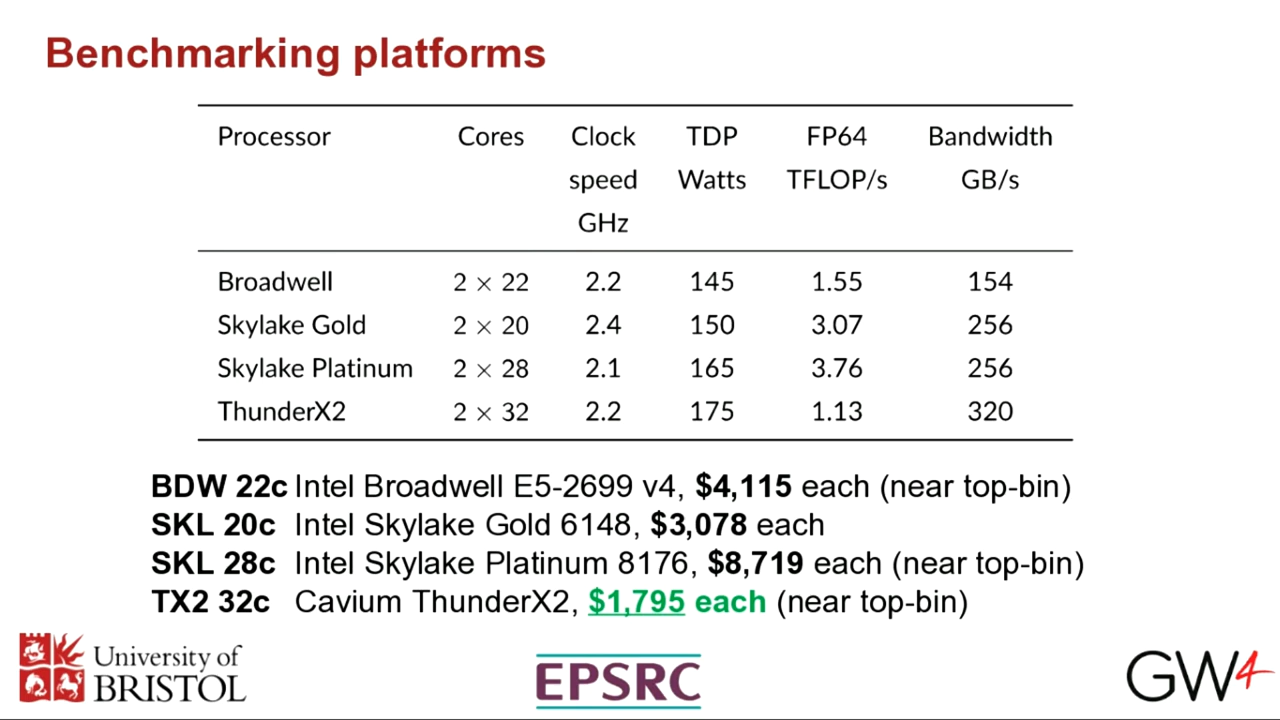 Benchmarking platforms
Processor Cores Clock speed GHz TDP Watts FP64 TFLOP/s Bandwidth GB/s
Broadwell 2 × 22 2.2 145 1.55 154
Skylake Gold 2 × 20 2.4 150 3.07 256
Skylake Platinum 2 × 28 2.1 165 3.76 256
ThunderX2 2 × 32 2.2 175 1.13 320
BDW 22c Intel Broadwell E5-2699 v4, $4,115 each (near top-bin)
SKL 20c Intel Skylake Gold 6148, $3,078 each
SKL 28c Intel Skylake Platinum 8176, $8,719 each (near top-bin)
TX2 32c Cavium ThunderX2, $1,795 each (near top-bin)
University of
BRISTOL
EPSRC
GW4